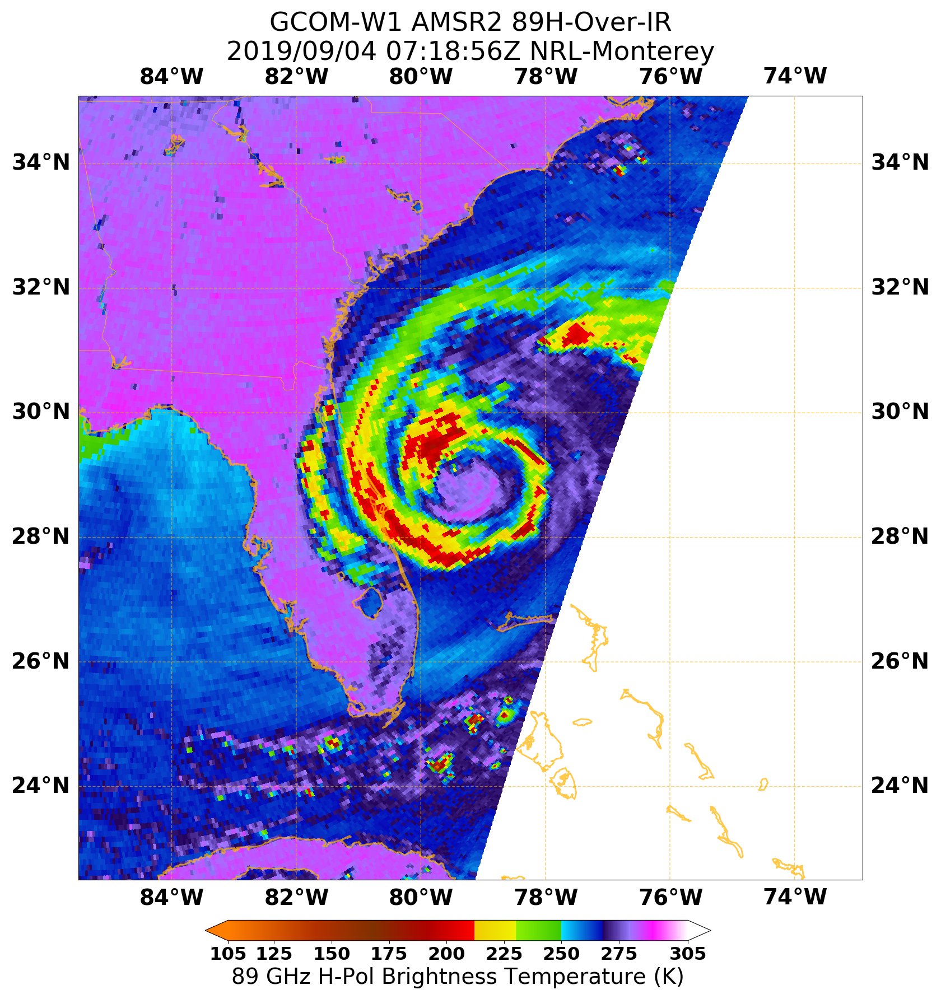 GCOM-W1 AMSR2 89H-Over-IR
2019/09/04 07:18:56Z NRL-Monterey
84°W 82°W 80°W 78°W 76°W 74°W
34°N 34°N
32°N 32°N
30°N 30°N
28°N 28°N
26°N 26°N
24°N 24°N
84°W 82°W 80°W 78°W 76°W 74°W
105 125 150 175 200 225 250 275 305
89 GHz H-Pol Brightness Temperature (K)